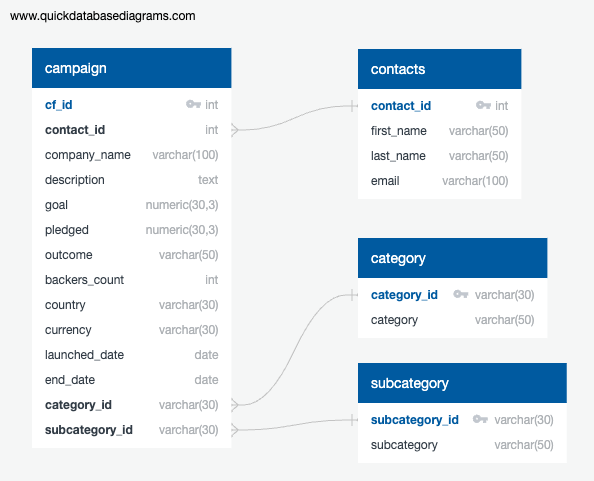 www.quickdatabasediagrams.com
campaign
cf_id int
contact_id int
company_name varchar(100)
description text
goal numeric(30,3)
pledged numeric(30,3)
outcome varchar(50)
backers_count int
country varchar(30)
currency varchar(30)
launched_date date
end_date date
category_id varchar(30)
subcategory_id varchar(30)
contacts
contact_id int
first_name varchar(50)
last_name varchar(50)
email varchar(100)
category
category_id varchar(30)
category varchar(50)
subcategory
subcategory_id varchar(30)
subcategory varchar(50)